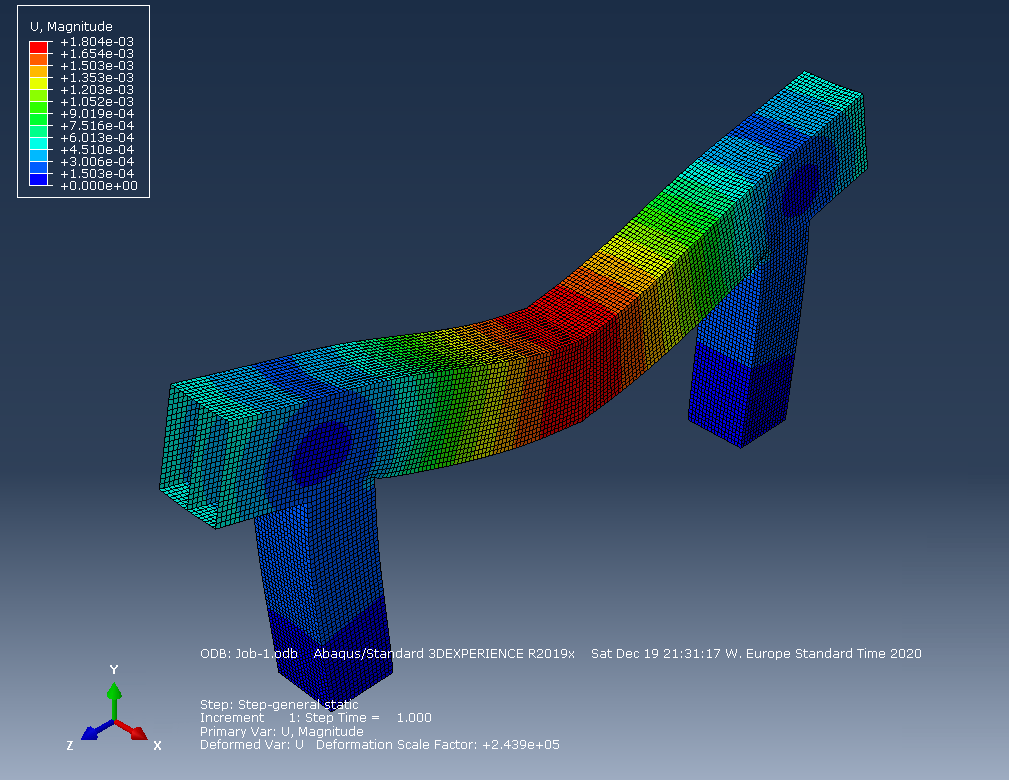 U, Magnitude
+1.804e-03
+1.654e-03
+1.503e-03
+1.353e-03
+1.203e-03
+1.052e-03
+9.019e-04
+7.516e-04
+6.013e-04
+4.510e-04
+3.006e-04
+1.503e-04
+0.000e+00
ODB: Job-1.odb    Abaqus/Standard 3DEXPERIENCE R2019x    Sat Dec 19 21:31:17 W. Europe Standard Time 2020
Y
Z
X
Step: Step-general static
Increment      1: Step Time =    1.000
Primary Var: U, Magnitude
Deformed Var: U   Deformation Scale Factor: +2.439e+05